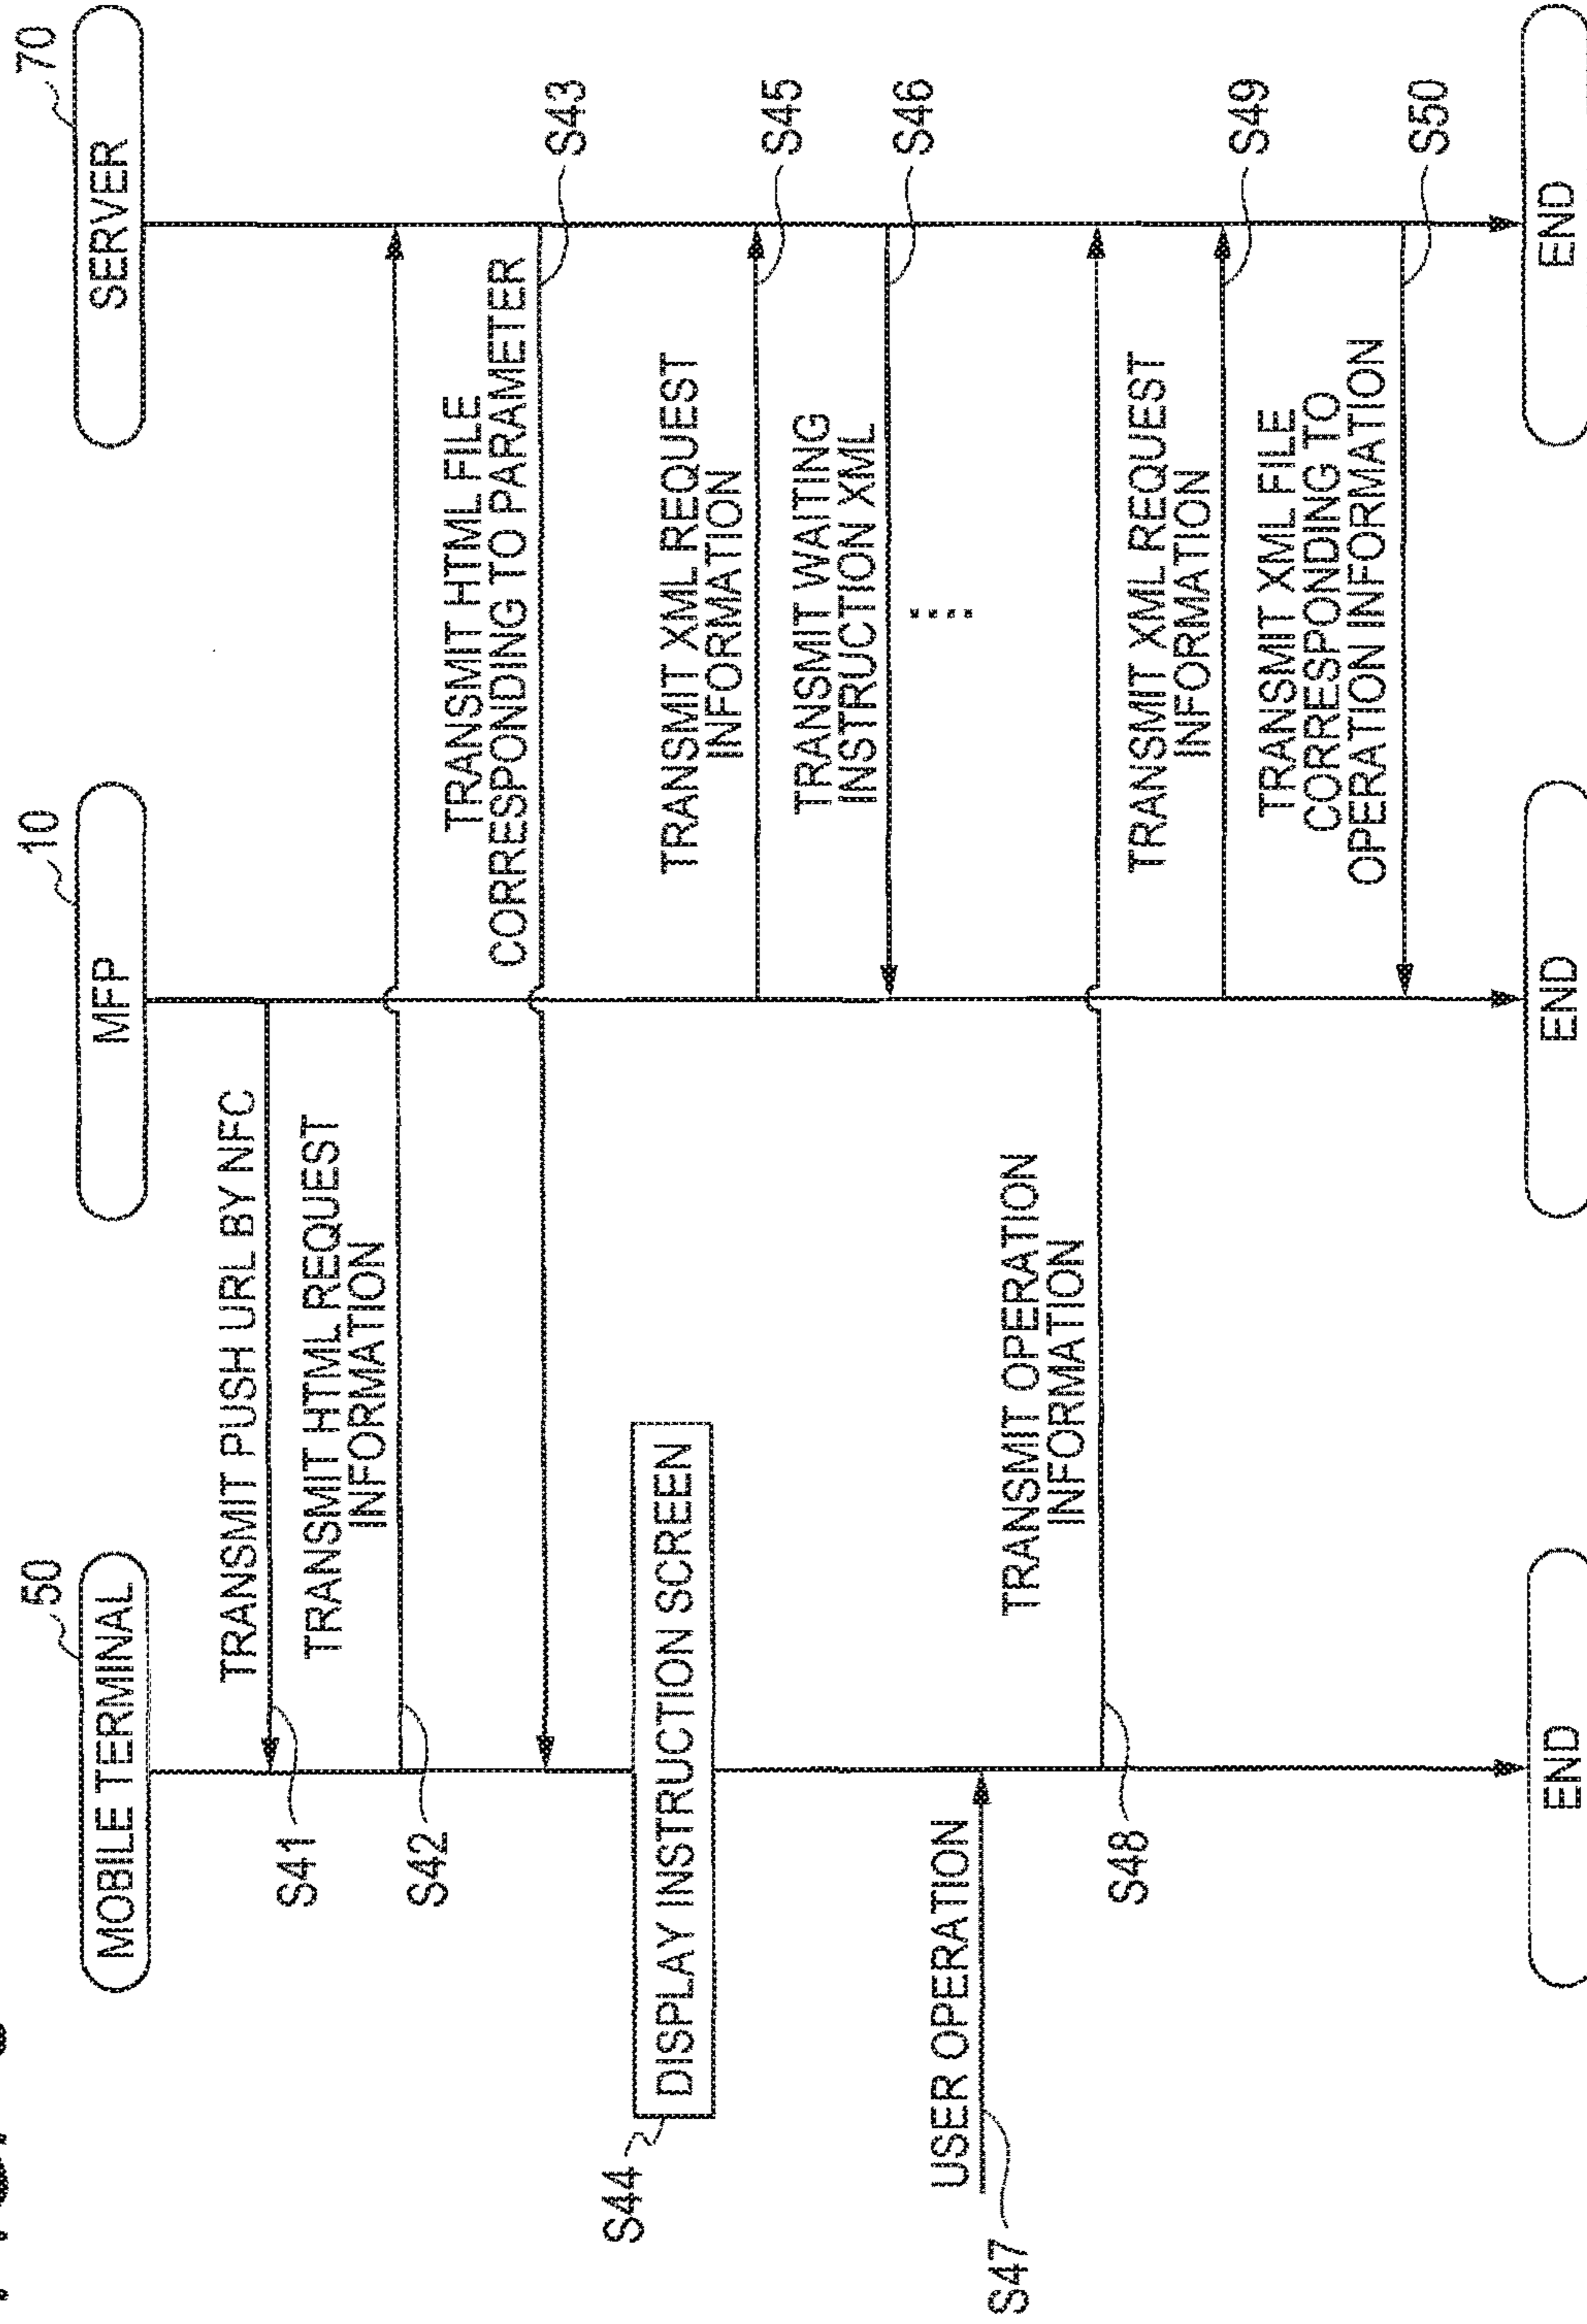 MOBILE TERMINAL
50
MFP
10
SERVER
70
TRANSMIT PUSH URL BY NFC
S41
TRANSMIT HTML REQUEST
INFORMATION
S42
TRANSMIT HTML FILE
CORRESPONDING TO PARAMETER
S43
S44
DISPLAY INSTRUCTION SCREEN
TRANSMIT XML REQUEST
INFORMATION
S45
TRANSMIT WAITING
INSTRUCTION XML
S46
....
USER OPERATION
S47
TRANSMIT OPERATION
INFORMATION
S48
TRANSMIT XML REQUEST
INFORMATION
S49
TRANSMIT XML FILE
CORRESPONDING TO
OPERATION INFORMATION
S50
END
END
END